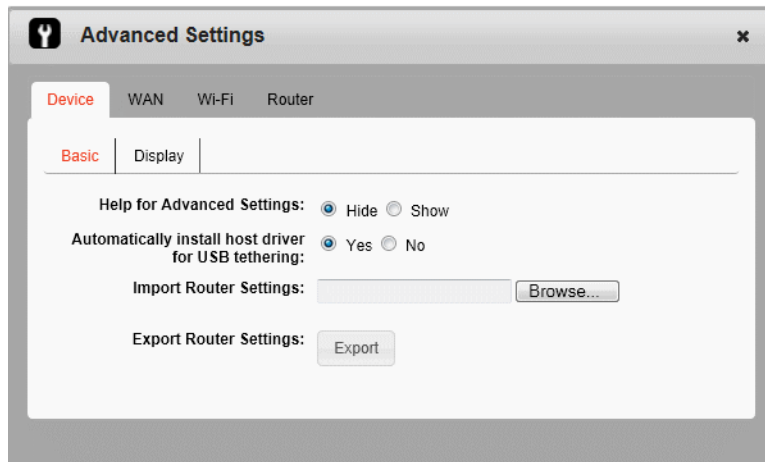 Advanced Settings
Device WAN Wi-Fi Router
Basic Display
Help for Advanced Settings: Hide Show
Automatically install host driver
for USB tethering: Yes No
Import Router Settings: Browse...
Export Router Settings: Export